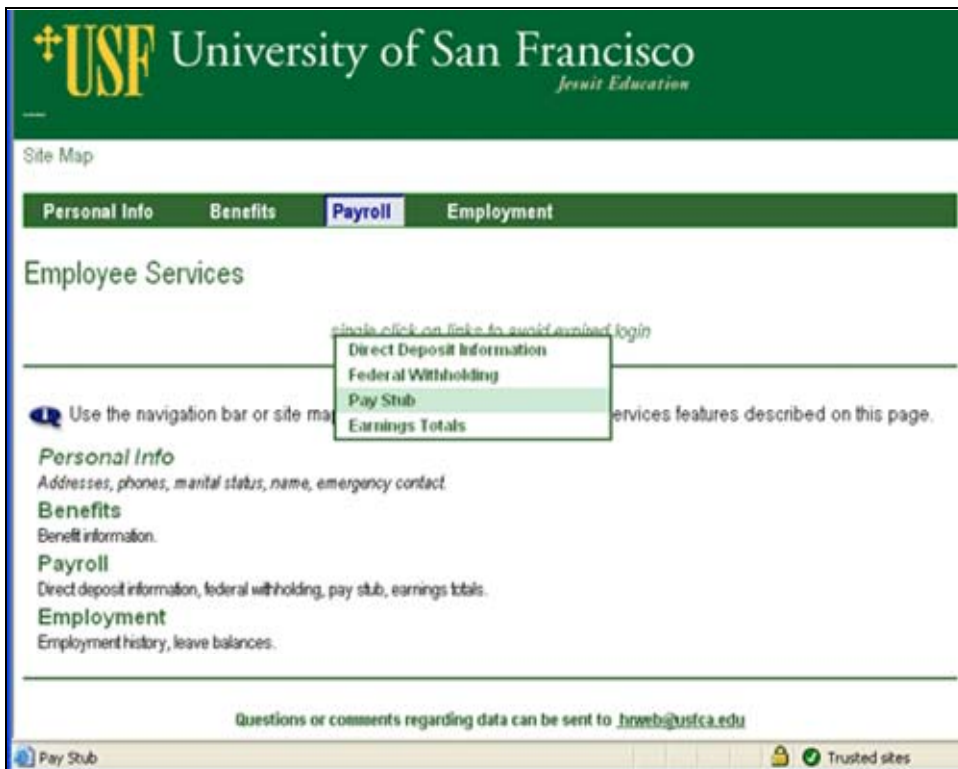 USF University of San Francisco
Jesuit Education
Site Map
Personal Info Benefits Payroll Employment
Employee Services
single click on links to avoid expired login
Direct Deposit Information
Federal Withholding
Pay Stub
Earnings Totals
Use the navigation bar or site map ervices features described on this page.
Personal Info
Addresses, phones, marital status, name, emergency contact.
Benefits
Benefit information.
Payroll
Direct deposit information, federal withholding, pay stub, earnings totals.
Employment
Employment history, leave balances.
Questions or comments regarding data can be sent to hrweb@usfca.edu
Pay Stub Trusted sites